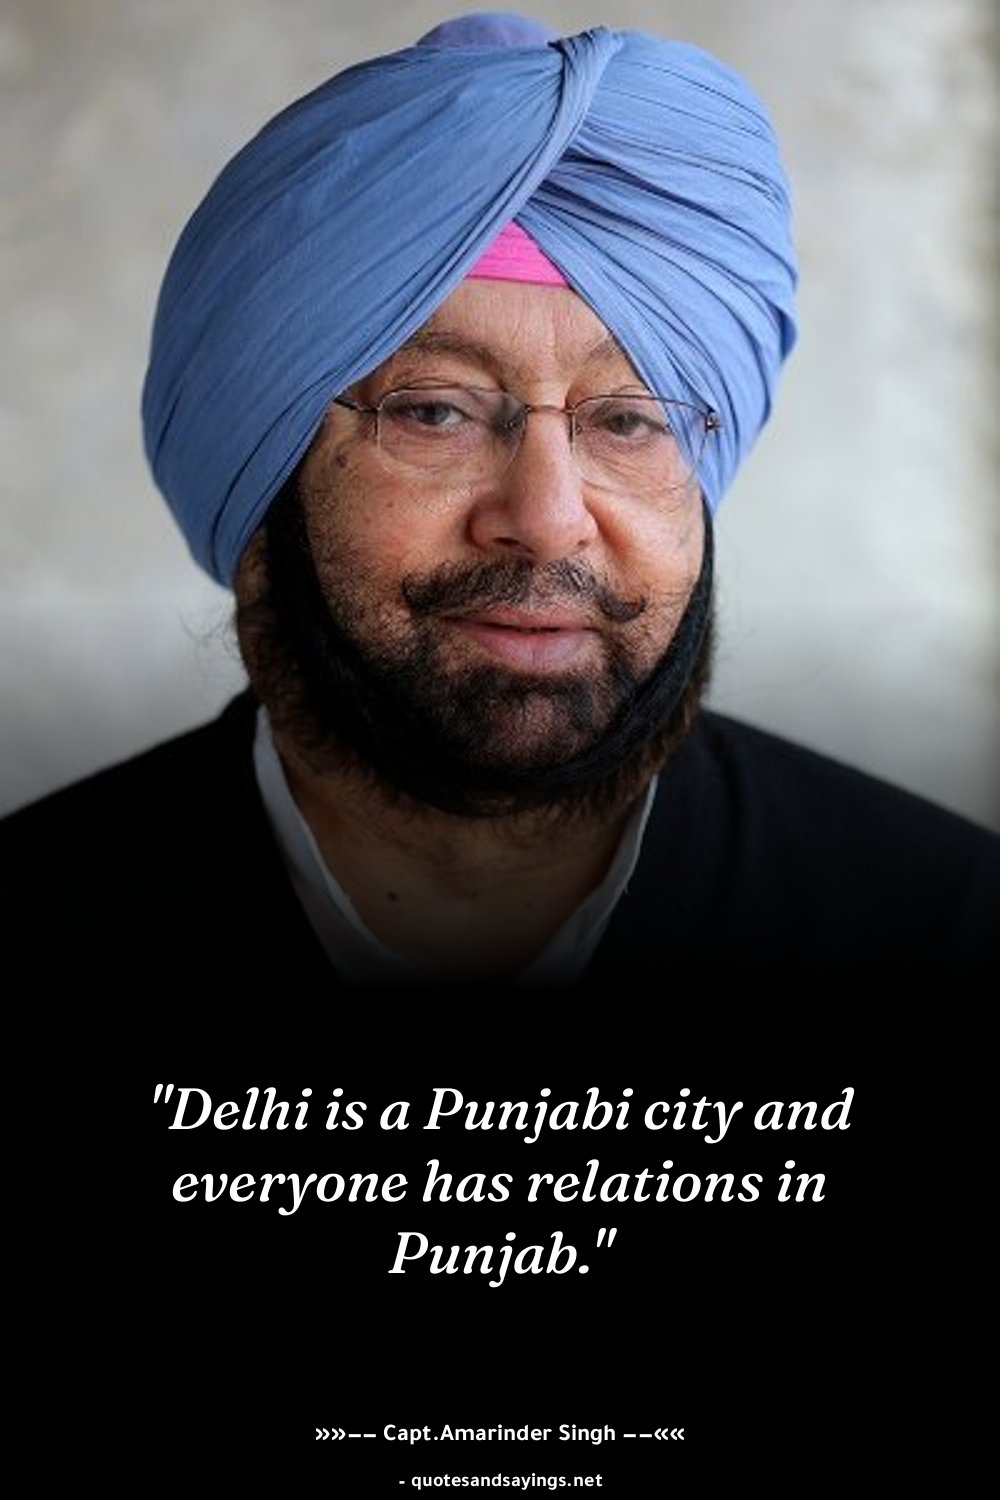 "Delhi is a Punjabi city and
everyone has relations in
Punjab."
»»−− Capt.Amarinder Singh −−««
- quotesandsayings.net